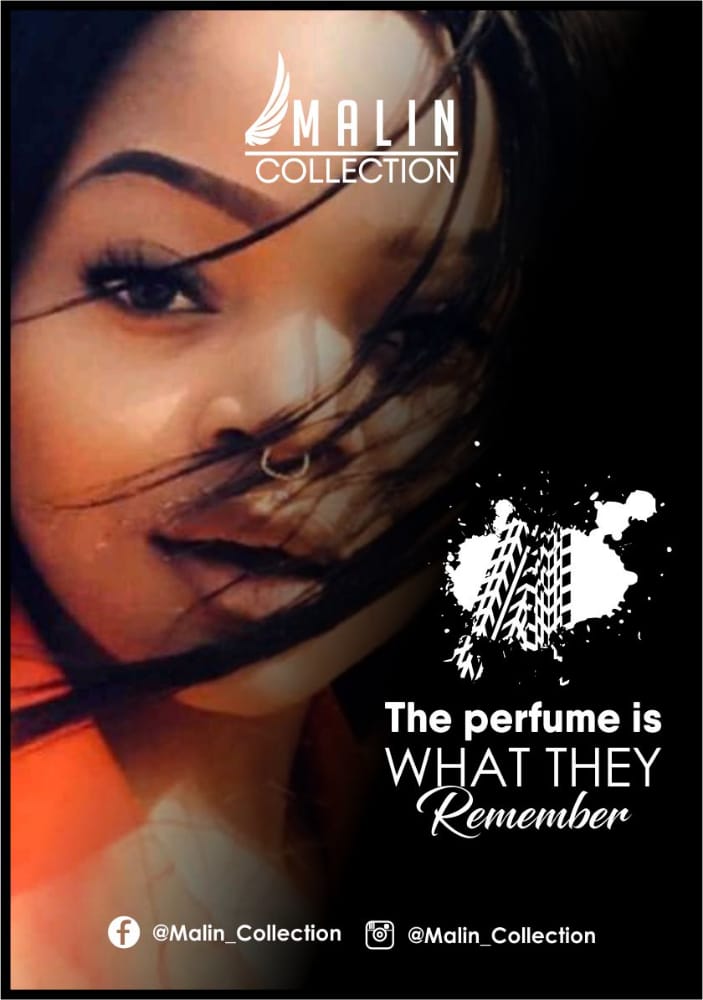 MALIN
COLLECTION
The perfume is
WHAT THEY
Remember
@Malin_Collection
@Malin_Collection